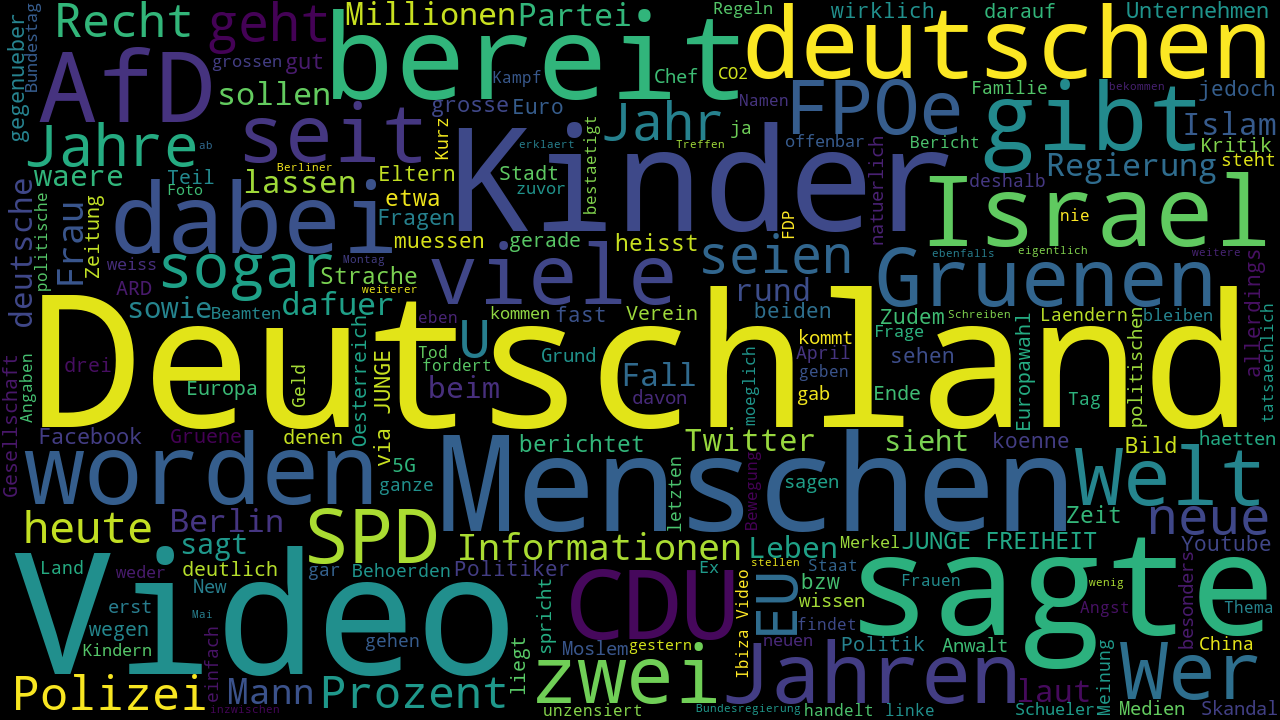 Recht
geht
Millionen
Partei
Regeln
wirklich
darauf
Unternehmen
gegenueber
Bundestag
AfD
grossen
gut
bereit
Kampf
Chef
CO2
deutschen
sollen
grosse
Euro
Namen
FPOe
Familie
gibt
bekommen
jedoch
Jahre
ab
seit
Kurz
erklaert
bestaetigt
Jahr
ja
Treffen
offenbar
Bericht
Islam
Kritik
waere
Teil
Foto
Berliner
lassen
Eltern
Kinder
Stadt
zuvor
natuerlich
Regierung
steht
deutsche
politische
Frau
Zeitung
dabei
etwa
Fragen
FDP
deshalb
Israel
nie
weiss
ARD
sogar
Montag
Strache
weiterer
muessen
gerade
heisst
seien
ebenfalls
eigentlich
weitere
viele
Gruenen
rund
sowie
Beamten
dafuer
eben
kommen
fast
Verein
beiden
Zudem
Schreiben
Laendern
bleiben
allerdings
Deutschland
drei
Europa
Geld
Oesterreich
via JUNGE
Tod
fordert
U
Grund
Fall
davon
moeglich
kommt
April
geben
gab
Frage
sehen
Ende
Europawahl
Tag
politischen
tatsaechlich
Angaben
beim
Gesellschaft
Facebook
Gruene
denen
worden
5G
ganze
berichtet
Menschen
Twitter
letzten
Bewegung
sagen
sieht
koenne
Bild
haetten
Welt
Zeit
heute
Berlin
SPD
Informationen
Leben
Merkel
JUNGE FREIHEIT
neue
Youtube
sagt
Land
weder
deutlich
New
gar
Behoerden
Politiker
Ex
stellen
Staat
Frauen
sagte
wenig
Angst
besonders
Thema
Video
erst
Mai
wegen
Kindern
einfach
gehen
spricht
CDU
Ibiza Video
EU
bzw
wissen
findet
Moslem
gestern
neuen
Politik
Anwalt
China
Wer
Polizei
inzwischen
Mann
Prozent
liegt
zwei
unzensiert
Jahren
Bundesregierung
handelt
linke
laut
Schueler
Meinung
Medien
Skandal